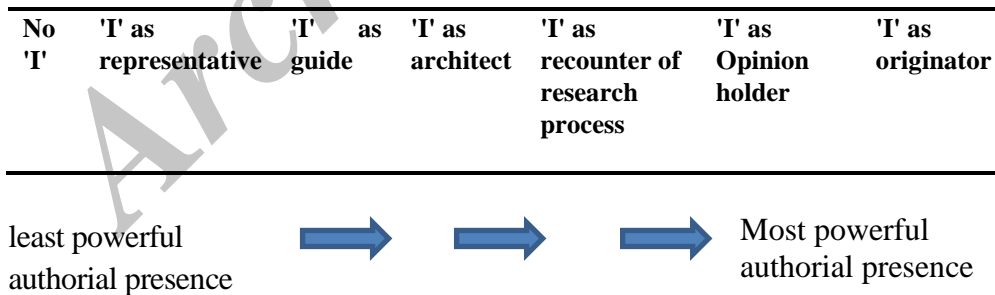 No 'I' as 'I' as 'I' as 'I' as 'I' as 'I' as
'I' representative guide architect recounter of Opinion originator
research holder
process
least powerful Most powerful
authorial presence authorial presence